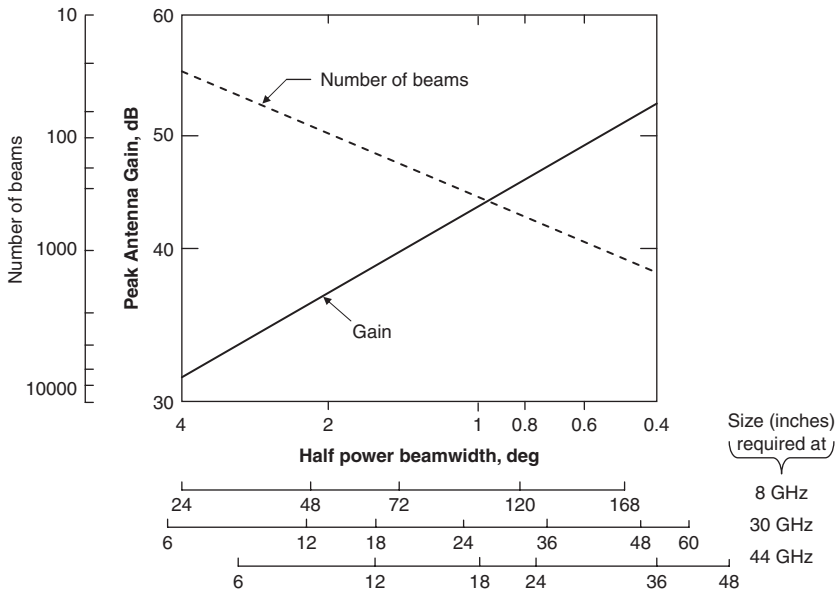 10
100
1000
10000
Number of beams
60
50
40
30
Peak Antenna Gain, dB
Number of beams
Gain
4 2 1 0.8 0.6 0.4
Half power beamwidth, deg
Size (inches)
required at
24 48 72 120 168
8 GHz
6 12 18 24 36 48 60
30 GHz
6 12 18 24 36 48
44 GHz